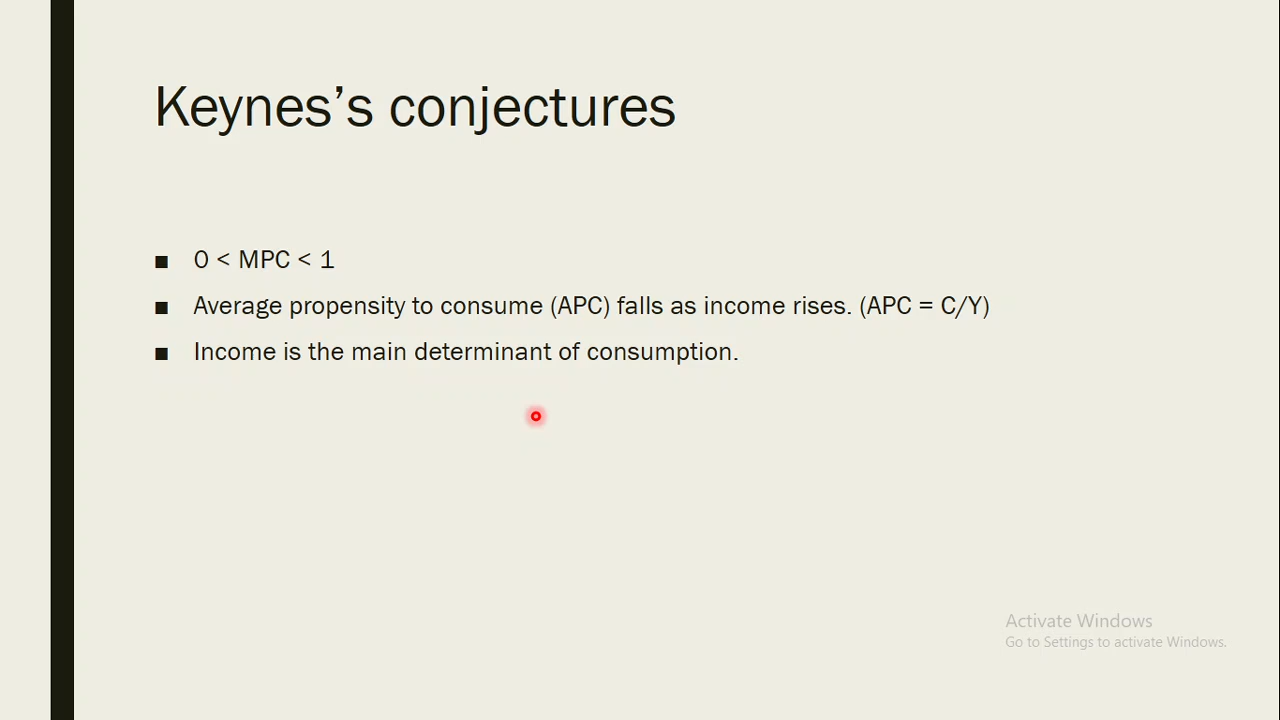 Keynes’s conjectures
■ 0 < MPC < 1
■ Average propensity to consume (APC) falls as income rises. (APC = C/Y)
■ Income is the main determinant of consumption.
Activate Windows
Go to Settings to activate Windows.